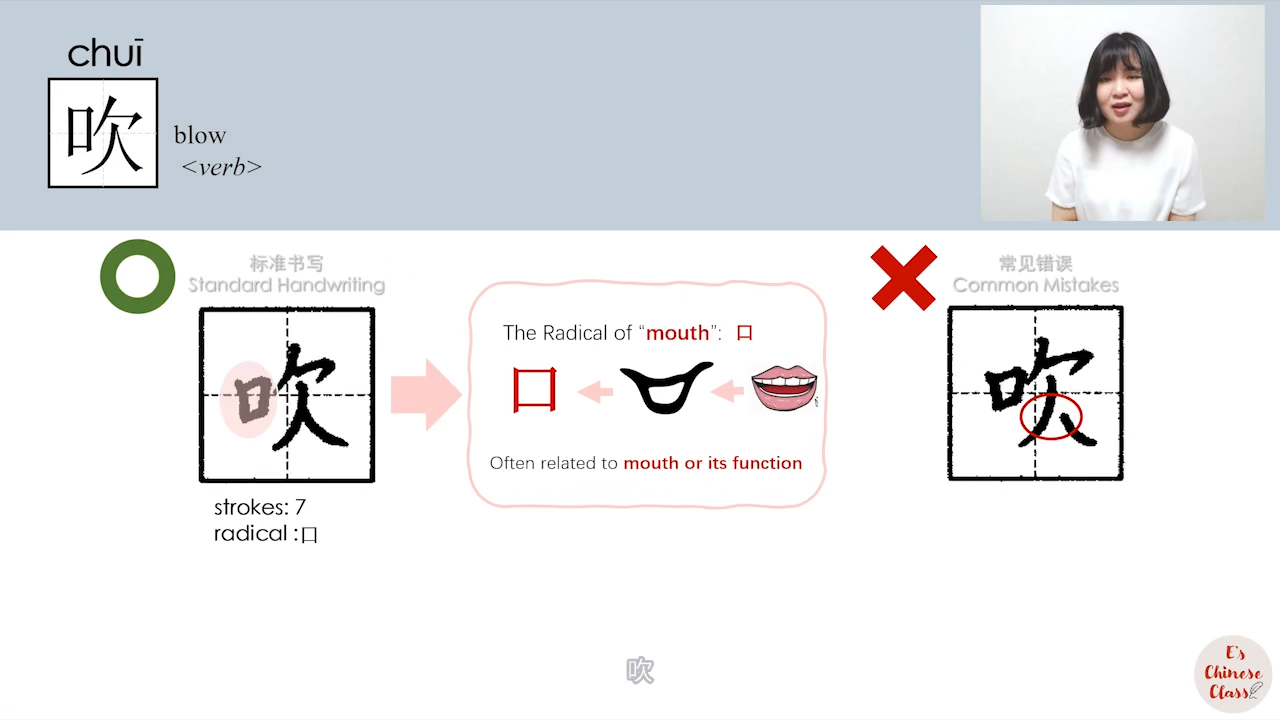 chuī
吹
blow
<verb>
标准书写
Standard Handwriting
吹
strokes: 7
radical :口
The Radical of “mouth”: 口
口
Often related to mouth or its function
常见错误
Common Mistakes
吹
吹
E's
Chinese
Class